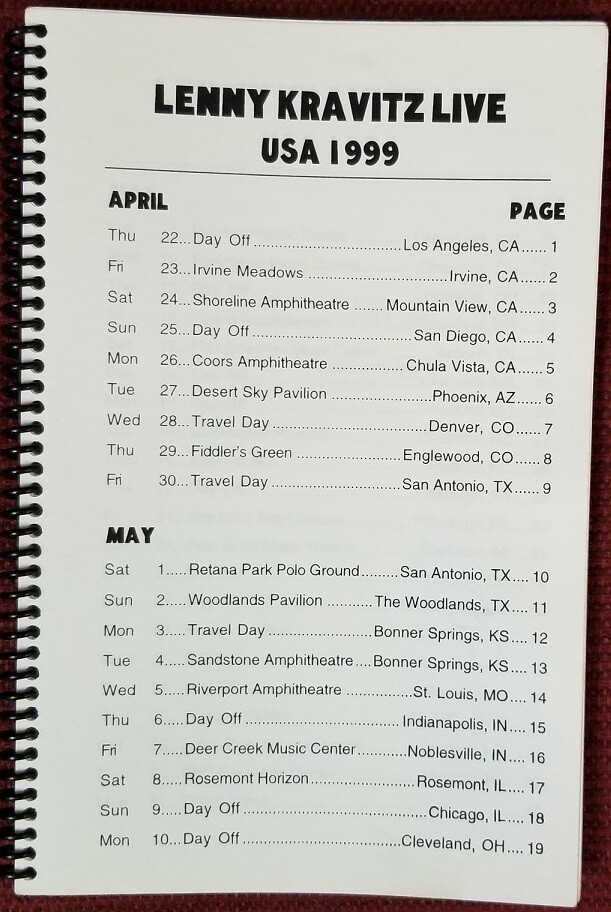 LENNY KRAVITZ LIVE
USA 1999
APRIL PAGE
Thu 22...Day Off................................Los Angeles, CA...... 1
Fri 23...Irvine Meadows ..............................Irvine, CA...... 2
Sat 24...Shoreline Amphitheatre .......Mountain View, CA...... 3
Sun 25...Day Off..................................San Diego, CA...... 4
Mon 26...Coors Amphitheatre ................Chula Vista, CA...... 5
Tue 27...Desert Sky Pavilion ......................Phoenix, AZ...... 6
Wed 28...Travel Day..................................Denver, CO...... 7
Thu 29...Fiddler's Green ........................Englewood, CO...... 8
Fri 30...Travel Day............................San Antonio, TX...... 9
MAY
Sat 1.....Retana Park Polo Ground.........San Antonio, TX.... 10
Sun 2.....Woodlands Pavilion ...........The Woodlands, TX.... 11
Mon 3.....Travel Day.......................Bonner Springs, KS.... 12
Tue 4.....Sandstone Amphitheatre....Bonner Springs, KS.... 13
Wed 5.....Riverport Amphitheatre ...............St. Louis, MO.... 14
Thu 6.....Day Off..................................Indianapolis, IN.... 15
Fri 7.....Deer Creek Music Center...........Noblesville, IN.... 16
Sat 8.....Rosemont Horizon........................Rosemont, IL.... 17
Sun 9.....Day Off........................................Chicago, IL.... 18
Mon 10...Day Off...................................Cleveland, OH.... 19